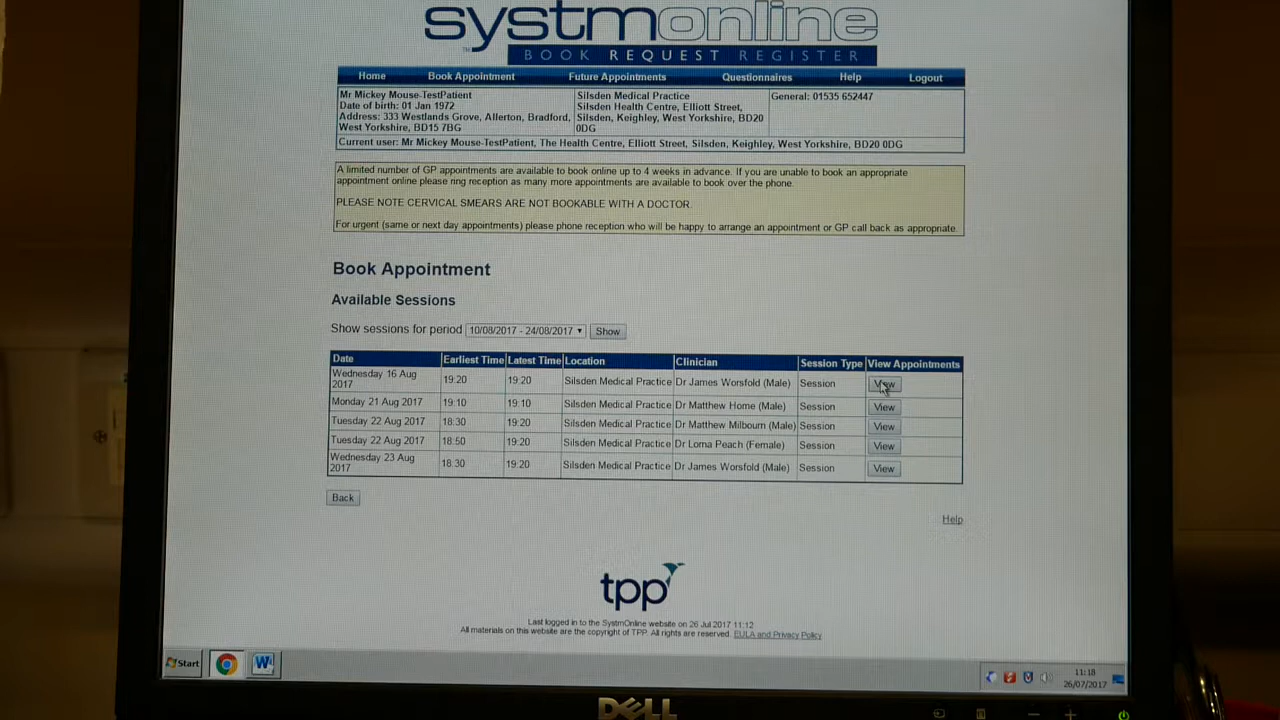 systmonline
BOOK REQUEST REGISTER
Home Book Appointment Future Appointments Questionnaires Help Logout
Mr Mickey Mouse-TestPatient
Date of birth: 01 Jan 1972
Address: 333 Westlands Grove, Allerton, Bradford,
West Yorkshire, BD15 7BG
Silsden Medical Practice
Silsden Health Centre, Elliott Street,
Silsden, Keighley, West Yorkshire, BD20
0DG
General: 01535 652447
Current user: Mr Mickey Mouse-TestPatient, The Health Centre, Elliott Street, Silsden, Keighley, West Yorkshire, BD20 0DG
A limited number of GP appointments are available to book online up to 4 weeks in advance. If you are unable to book an appropriate
appointment online please ring reception as many more appointments are available to book over the phone.
PLEASE NOTE CERVICAL SMEARS ARE NOT BOOKABLE WITH A DOCTOR.
For urgent (same or next day appointments) please phone reception who will be happy to arrange an appointment or GP call back as appropriate.
Book Appointment
Available Sessions
Show sessions for period 10/08/2017 - 24/08/2017 Show
Date Earliest Time Latest Time Location Clinician Session Type View Appointments
Wednesday 16 Aug
2017 19:20 19:20 Silsden Medical Practice Dr James Worsfold (Male) Session View
Monday 21 Aug 2017 19:10 19:10 Silsden Medical Practice Dr Matthew Home (Male) Session View
Tuesday 22 Aug 2017 18:30 19:20 Silsden Medical Practice Dr Matthew Milbourn (Male) Session View
Tuesday 22 Aug 2017 18:50 19:20 Silsden Medical Practice Dr Lorna Peach (Female) Session View
Wednesday 23 Aug
2017 18:30 19:20 Silsden Medical Practice Dr James Worsfold (Male) Session View
Back
Help
tpp
Last logged in to the SystmOnline website on 26 Jul 2017 11:12
All materials on this website are the copyright of TPP. All rights are reserved. EULA and Privacy Policy
Start W 11:18
26/07/2017
DELL